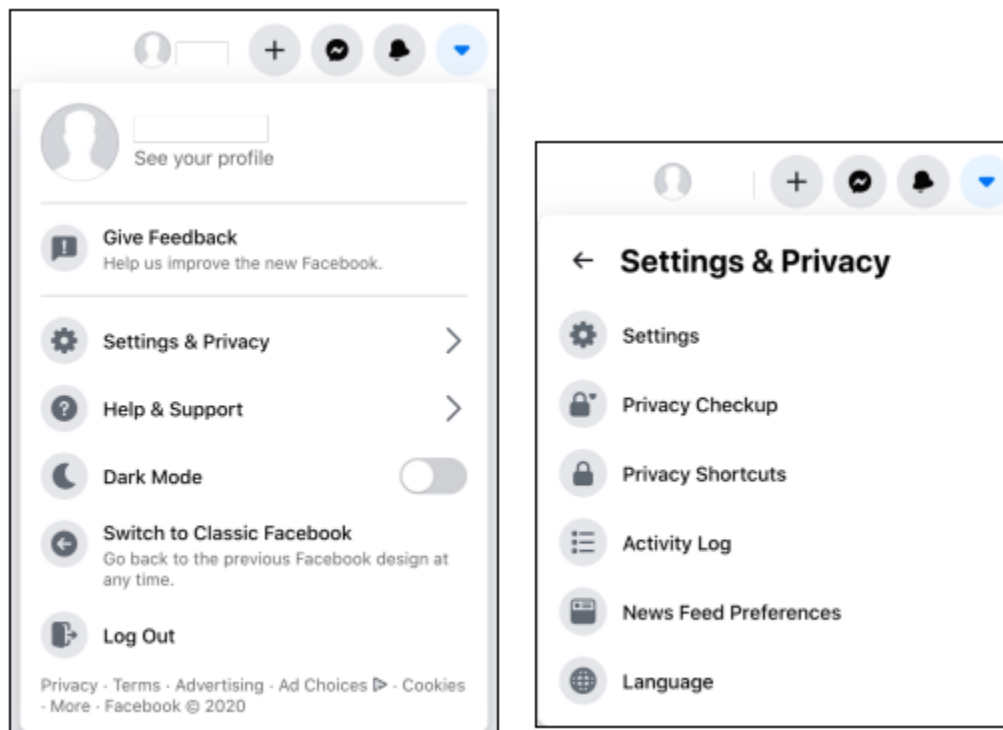 See your profile
Give Feedback
Help us improve the new Facebook.
Settings & Privacy
Help & Support
Dark Mode
Switch to Classic Facebook
Go back to the previous Facebook design at
any time.
Log Out
Privacy · Terms · Advertising · Ad Choices · Cookies
· More · Facebook © 2020
Settings & Privacy
Settings
Privacy Checkup
Privacy Shortcuts
Activity Log
News Feed Preferences
Language